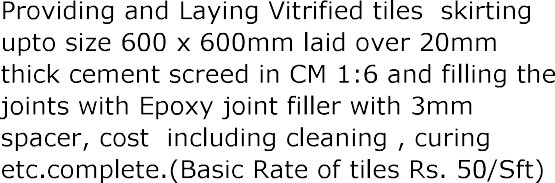 Providing and Laying Vitrified tiles  skirting
upto size 600 x 600mm laid over 20mm
thick cement screed in CM 1:6 and filling the
joints with Epoxy joint filler with 3mm
spacer, cost  including cleaning , curing
etc.complete.(Basic Rate of tiles Rs. 50/Sft)